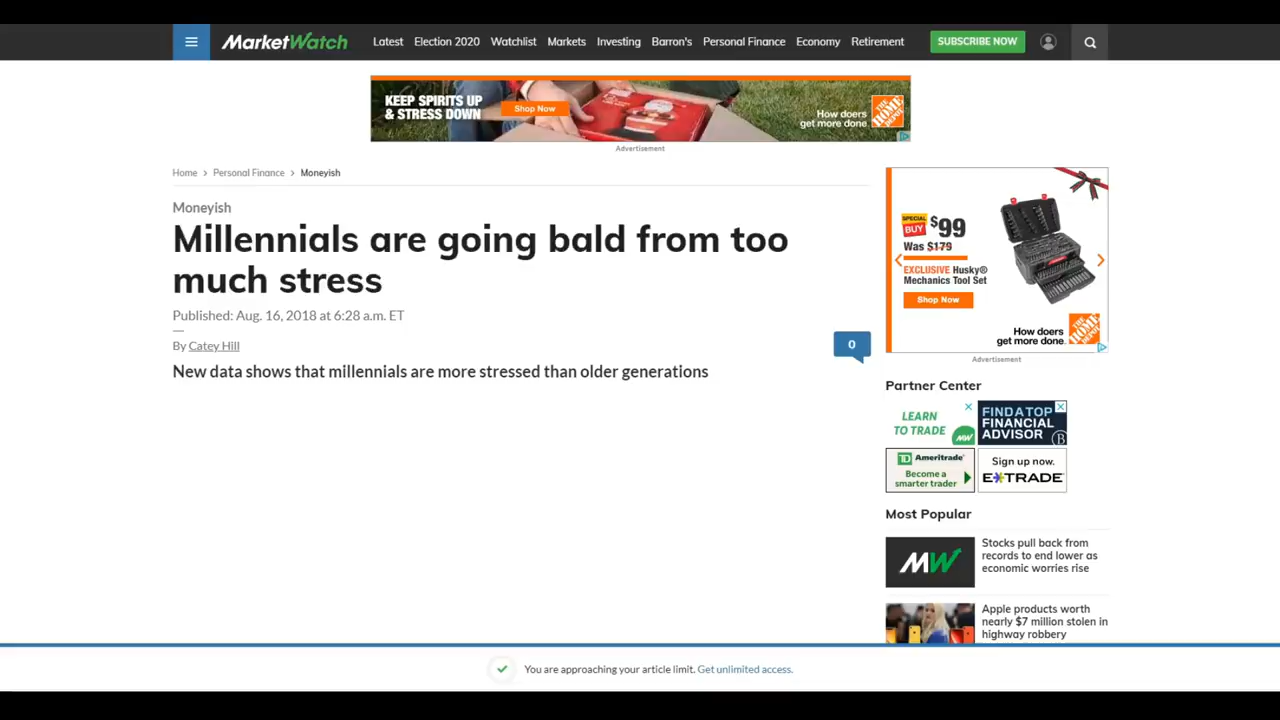 MarketWatch
Latest Election 2020 Watchlist Markets Investing Barron's Personal Finance Economy Retirement SUBSCRIBE NOW
KEEP SPIRITS UP
& STRESS DOWN
Shop Now
How doers
get more done.
THE HOME DEPOT
Advertisement
Home > Personal Finance > Moneyish
Moneyish
Millennials are going bald from too
much stress
Published: Aug. 16, 2018 at 6:28 a.m. ET
By Catey Hill
0
New data shows that millennials are more stressed than older generations
SPECIAL
BUY
$99
Was $179
EXCLUSIVE Husky®
Mechanics Tool Set
Shop Now
How doers
get more done.
THE HOME DEPOT
Advertisement
Partner Center
LEARN
TO TRADE
MW
FIND A TOP
FINANCIAL
ADVISOR
B
TD Ameritrade
Become a
smarter trader
Sign up now.
E*TRADE
Most Popular
MW
Stocks pull back from
records to end lower as
economic worries rise
Apple products worth
nearly $7 million stolen in
highway robbery
You are approaching your article limit. Get unlimited access.